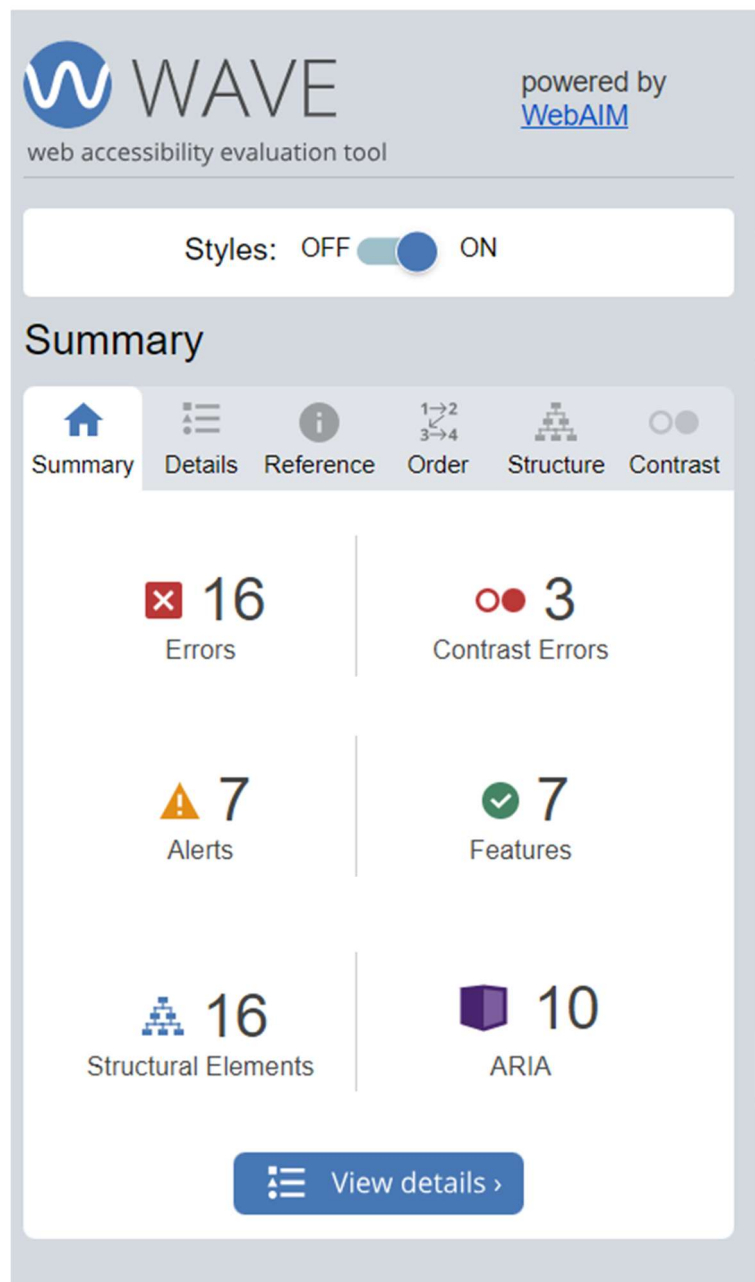 WAVE
powered by
WebAIM
web accessibility evaluation tool
Styles: OFF ON
Summary
1→2
3→4
Summary Details Reference Order Structure Contrast
16
Errors
3
Contrast Errors
7
Alerts
7
Features
16
Structural Elements
10
ARIA
View details ›